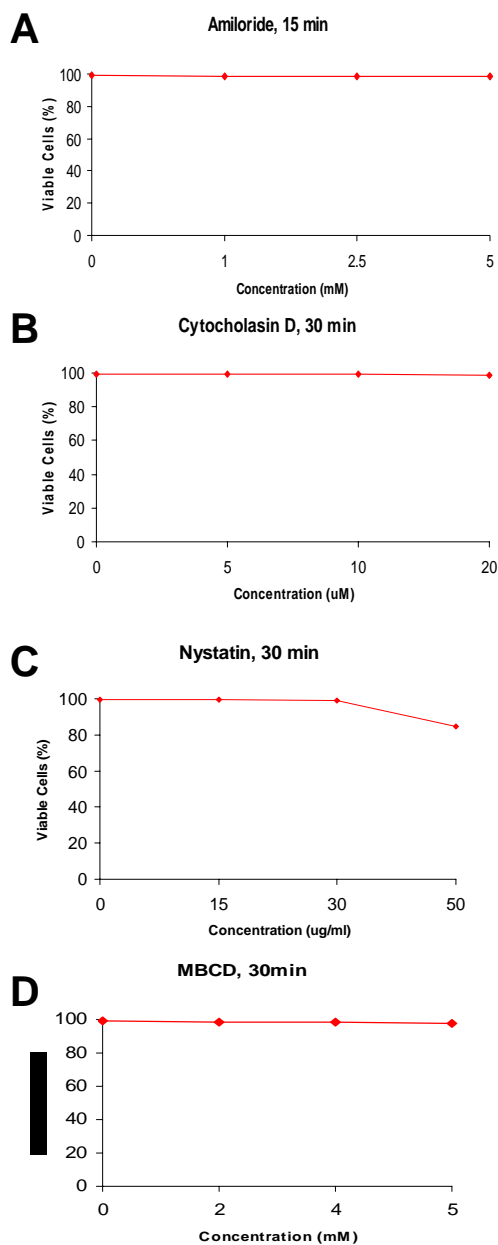 A
Amiloride, 15 min
Viable Cells (%)
100
80
60
40
20
0
0 1 2.5 5
Concentration (mM)
B
Cytocholasin D, 30 min
Viable Cells (%)
100
80
60
40
20
0
0 5 10 20
Concentration (uM)
C
Nystatin, 30 min
Viable Cells (%)
100
80
60
40
20
0
0 15 30 50
Concentration (ug/ml)
D
MBCD, 30min
100
80
60
40
20
0
0 2 4 5
Concentration (mM)